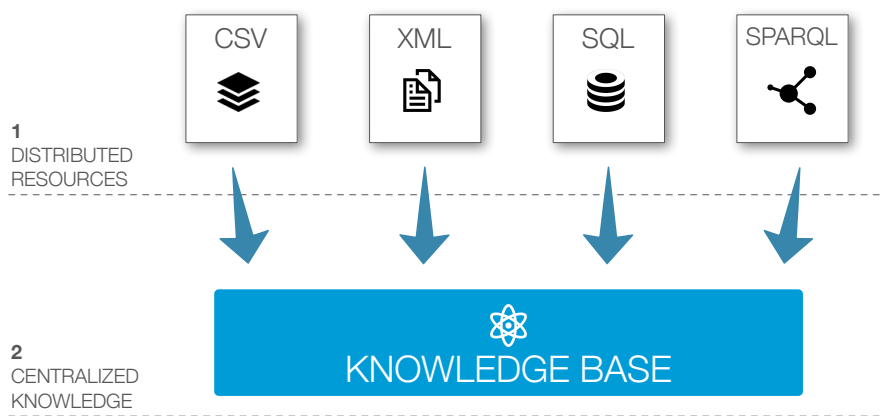 CSV
XML
SQL
SPARQL
1
DISTRIBUTED
RESOURCES
KNOWLEDGE BASE
2
CENTRALIZED
KNOWLEDGE